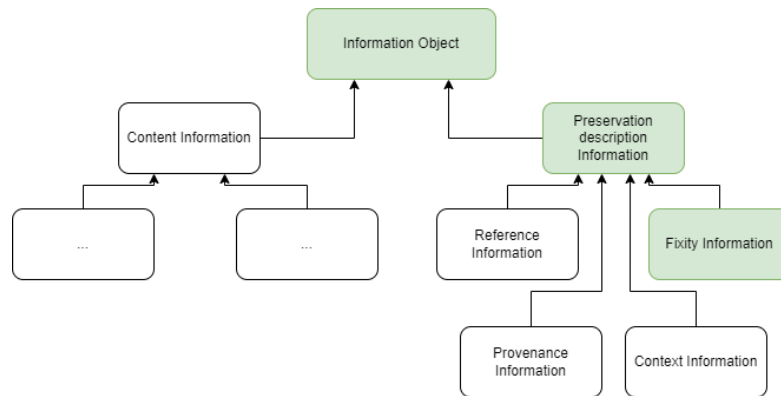 Information Object
Content Information
Preservation
description
Information
...
...
Reference
Information
Fixity Information
Provenance
Information
Context Information